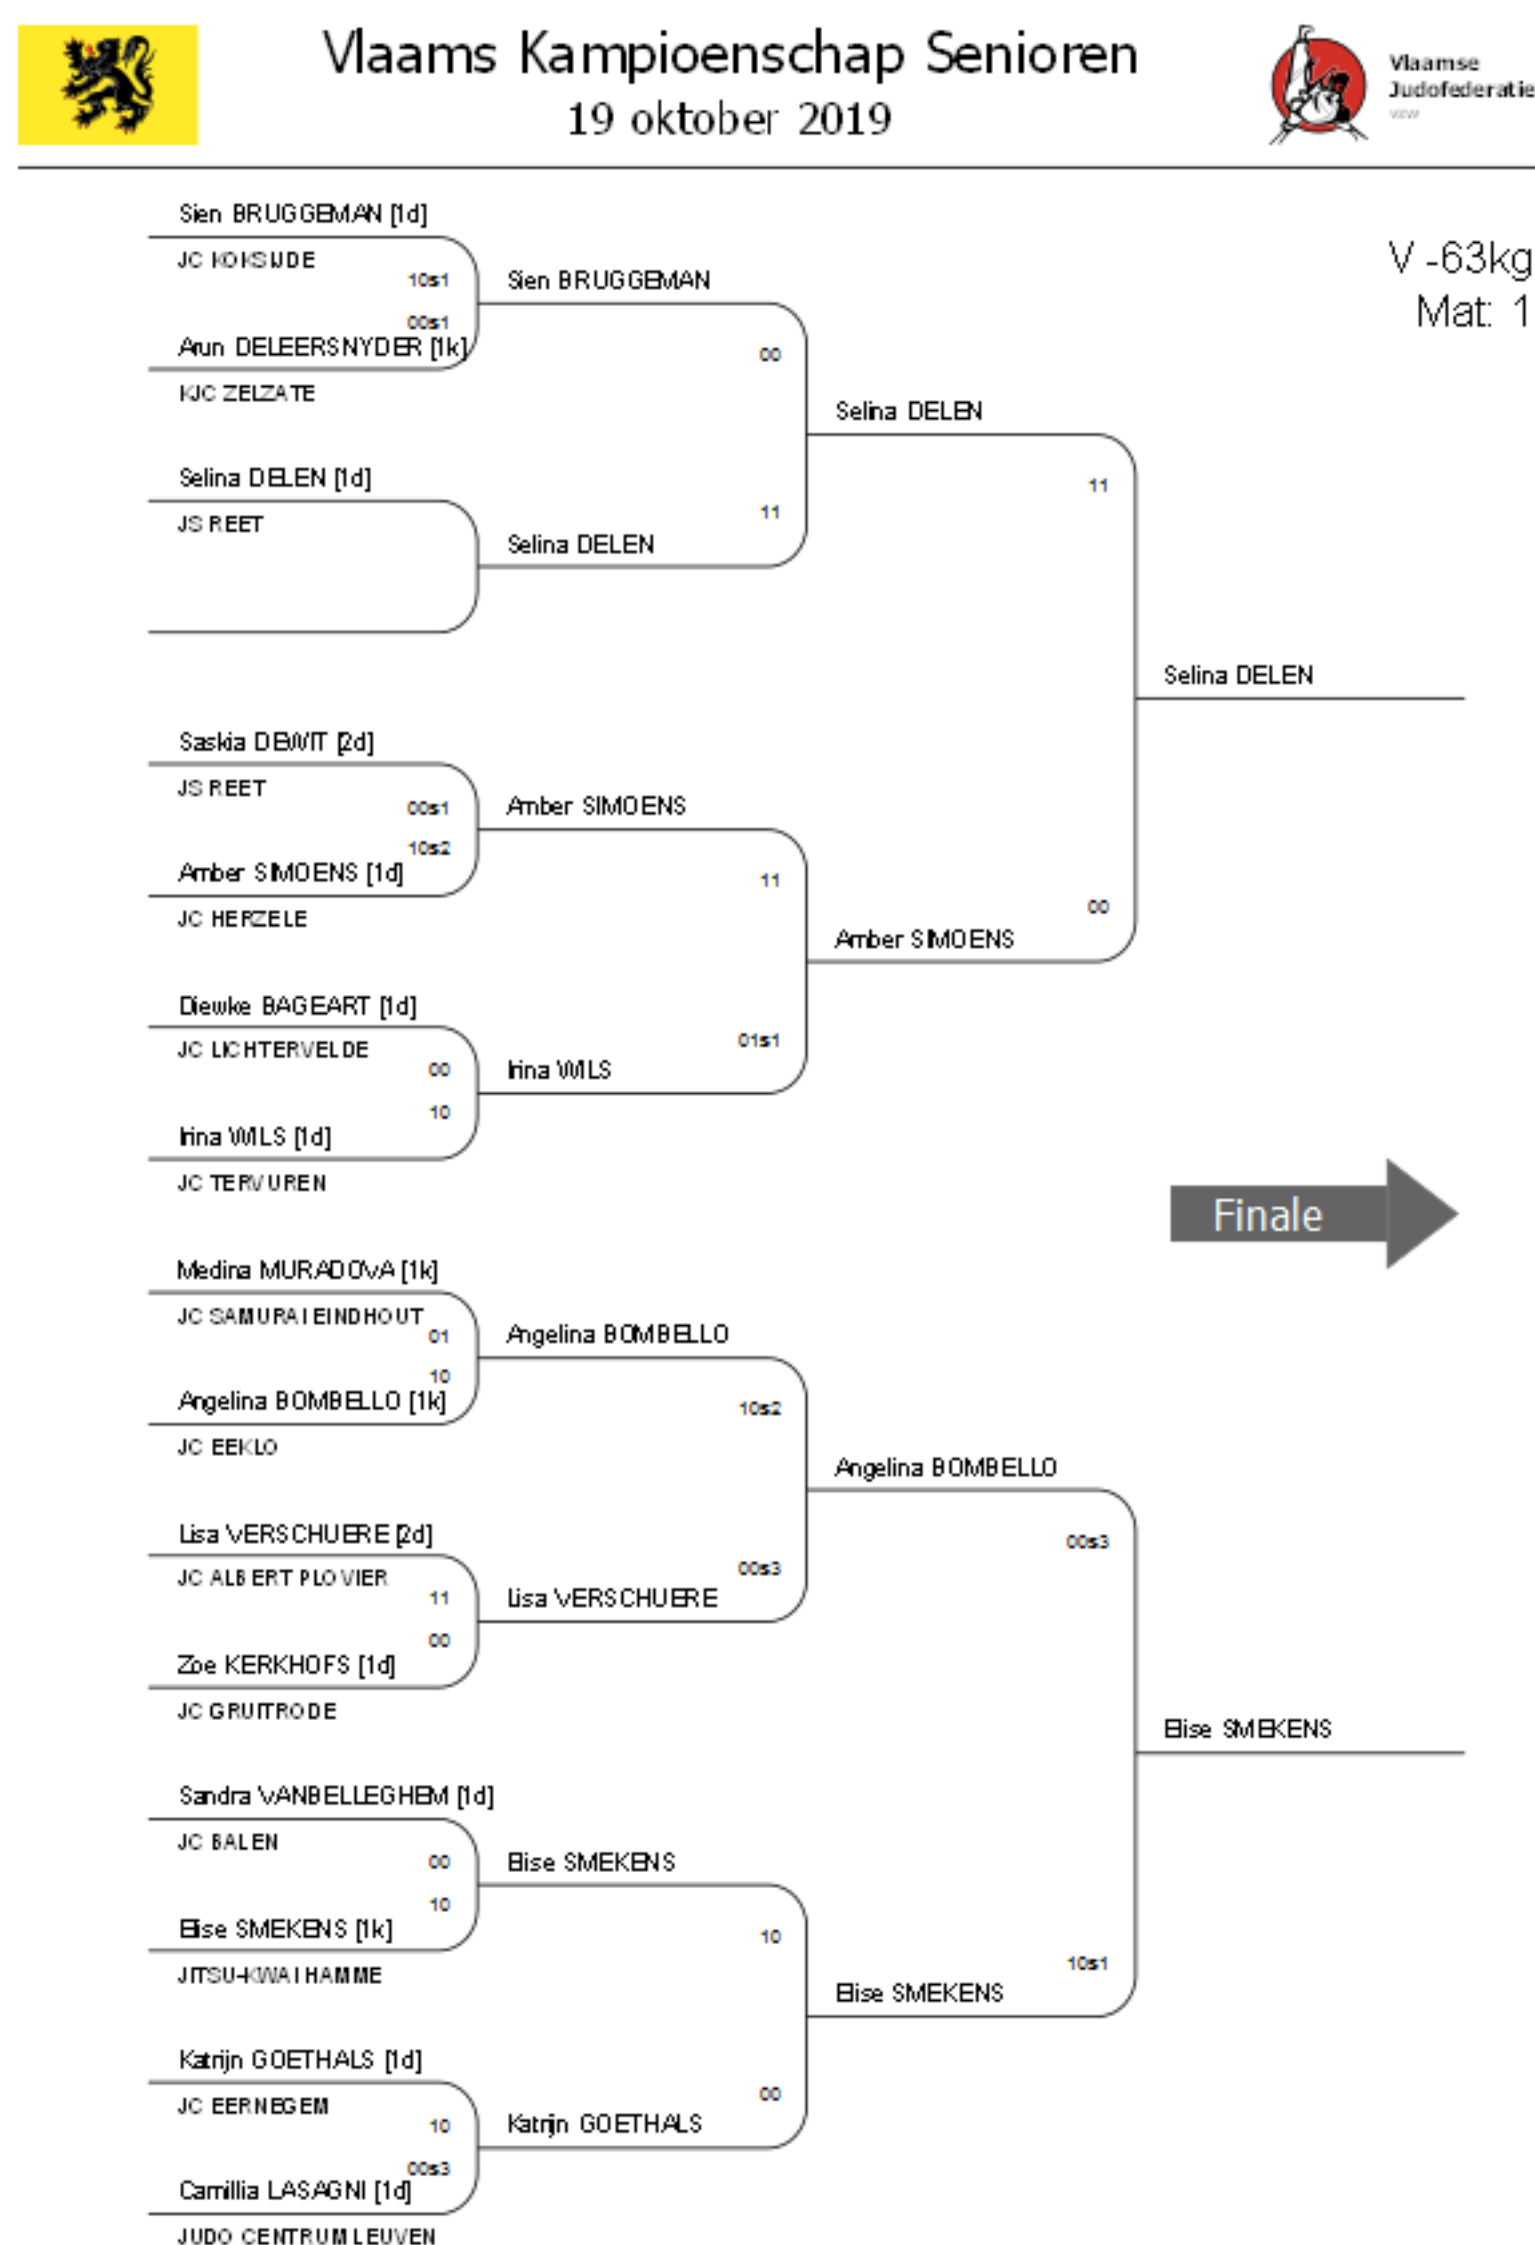 Vlaams Kampioenschap Senioren
19 oktober 2019
Vlaamse
Judofederatie
vzw
V -63kg
Mat: 1
Sien BRUGGEMAN [1d]
JC KOKSIJDE
10s1
Sien BRUGGEMAN
00s1
Arun DELEERSNYDER [1k]
KJC ZELZATE
00
Selina DELEN
Selina DELEN [1d]
JS REET
11
Selina DELEN
11
Selina DELEN
Saskia DEWIT [2d]
JS REET
00s1
Amber SIMOENS
10s2
Amber SIMOENS [1d]
JC HERZELE
11
00
Amber SIMOENS
Diewke BAGEART [1d]
JC LICHTERVELDE
00
01s1
Irina WILS
10
Irina WILS [1d]
JC TERVUREN
Finale
Medina MURADOVA [1k]
JC SAMURAI EINDHOUT
01
Angelina BOMBELLO
10
Angelina BOMBELLO [1k]
JC EEKLO
10s2
Angelina BOMBELLO
Lisa VERSCHUERE [2d]
JC ALBERT PLOVIER
11
00s3
00s3
Lisa VERSCHUERE
00
Zoe KERKHOFS [1d]
JC GRUITRODE
Elise SMEKENS
Sandra VANBELLEGHEM [1d]
JC BALEN
00
Elise SMEKENS
10
Elise SMEKENS [1k]
JITSU-KWAI HAMME
10
10s1
Elise SMEKENS
Katrijn GOETHALS [1d]
JC EERNEGEM
10
00
Katrijn GOETHALS
00s3
Camillia LASAGNI [1d]
JUDO CENTRUM LEUVEN